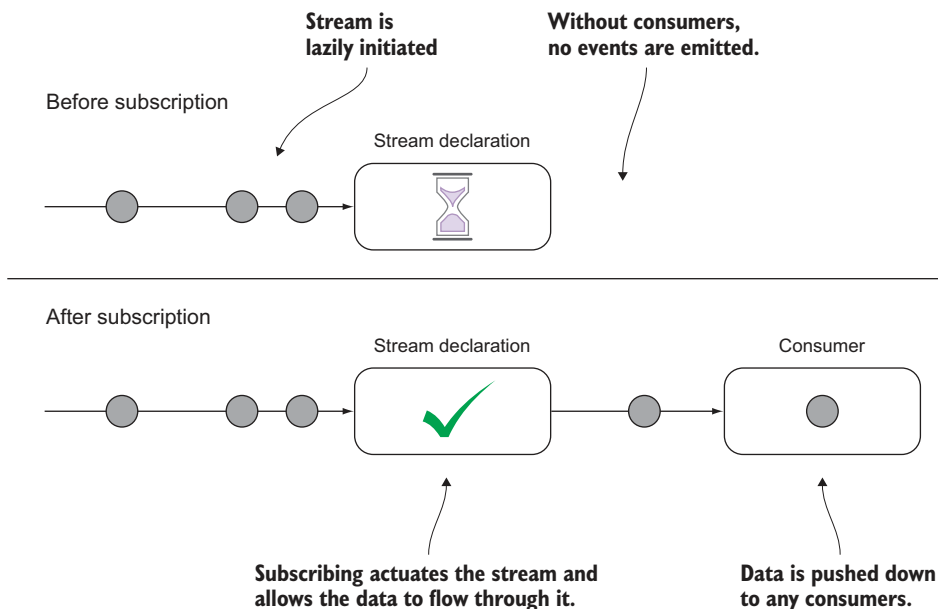 Stream is
lazily initiated
Without consumers,
no events are emitted.
Before subscription
Stream declaration
After subscription
Stream declaration
Consumer
Subscribing actuates the stream and
allows the data to flow through it.
Data is pushed down
to any consumers.